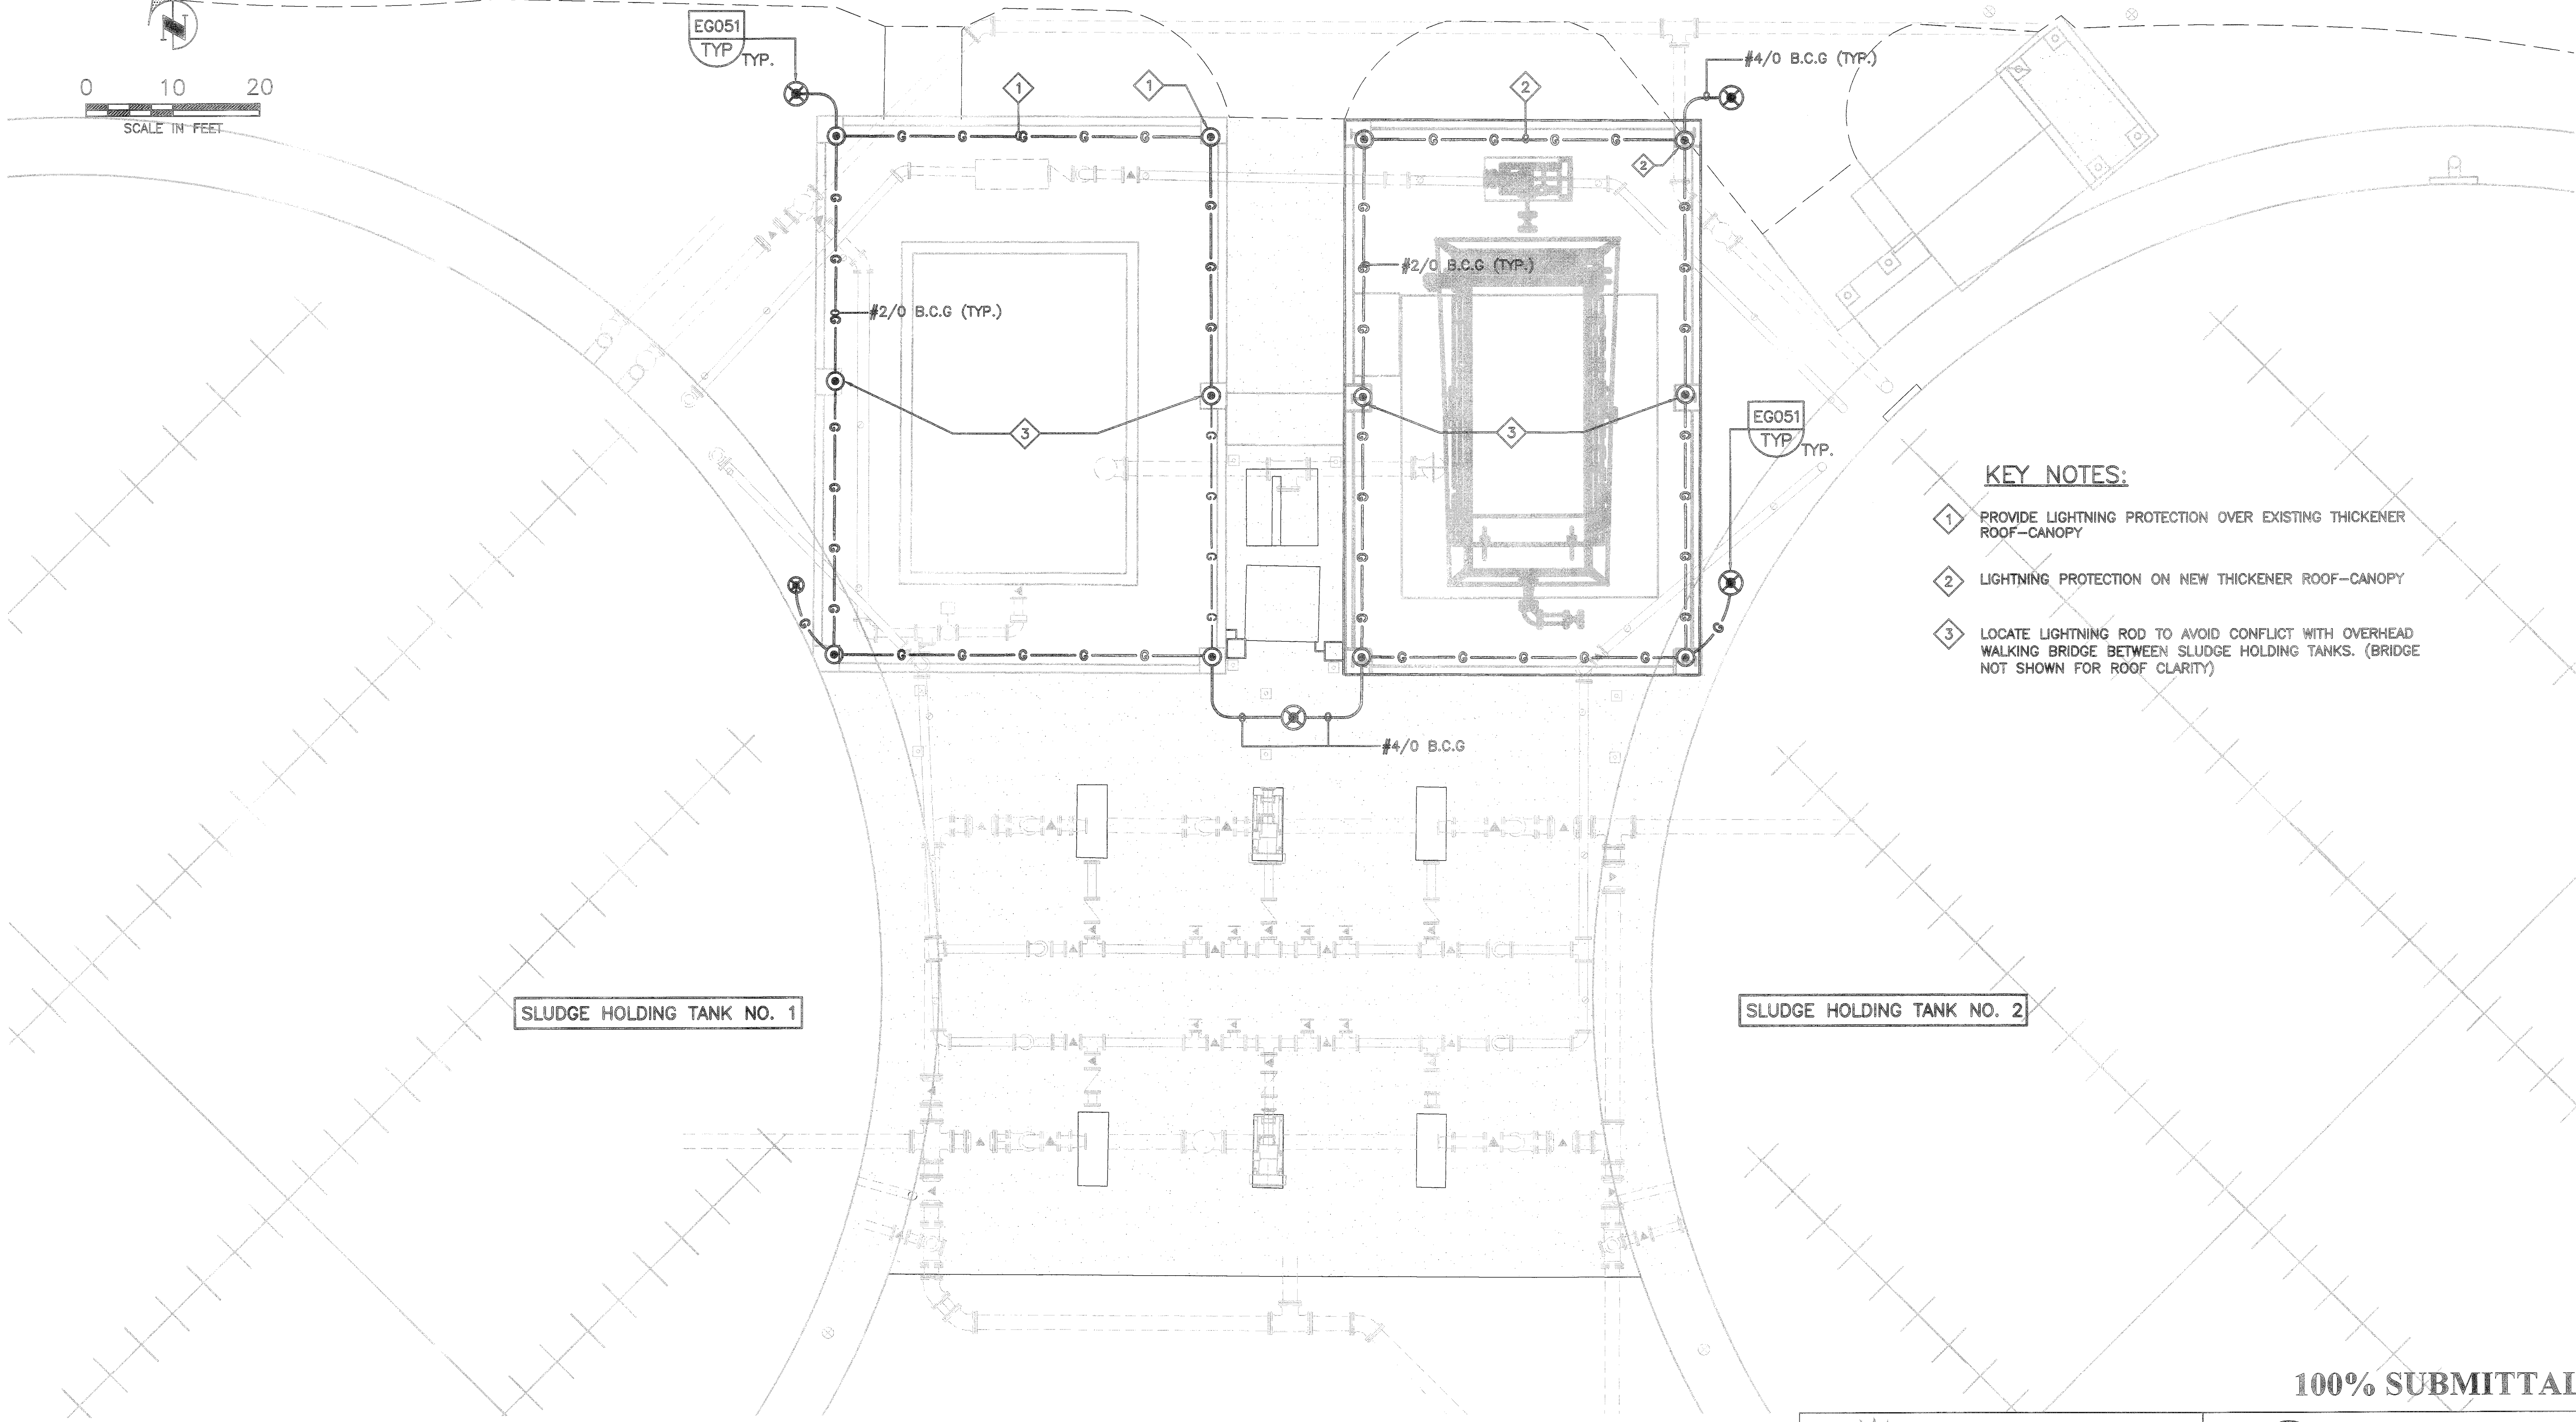 N
EG051
TYP
TYP.
0 10 20
SCALE IN FEET
1
1
2
#4/0 B.C.G (TYP.)
G G G G G
G G G G
2
#2/0 B.C.G (TYP.)
#2/0 B.C.G (TYP.)
3
3
EG051
TYP
TYP.
KEY NOTES:
1 PROVIDE LIGHTNING PROTECTION OVER EXISTING THICKENER
ROOF-CANOPY
2 LIGHTNING PROTECTION ON NEW THICKENER ROOF-CANOPY
3 LOCATE LIGHTNING ROD TO AVOID CONFLICT WITH OVERHEAD
WALKING BRIDGE BETWEEN SLUDGE HOLDING TANKS. (BRIDGE
NOT SHOWN FOR ROOF CLARITY)
G G G G G
G G G G G
#4/0 B.C.G
SLUDGE HOLDING TANK NO. 1
SLUDGE HOLDING TANK NO. 2
100% SUBMITTAL